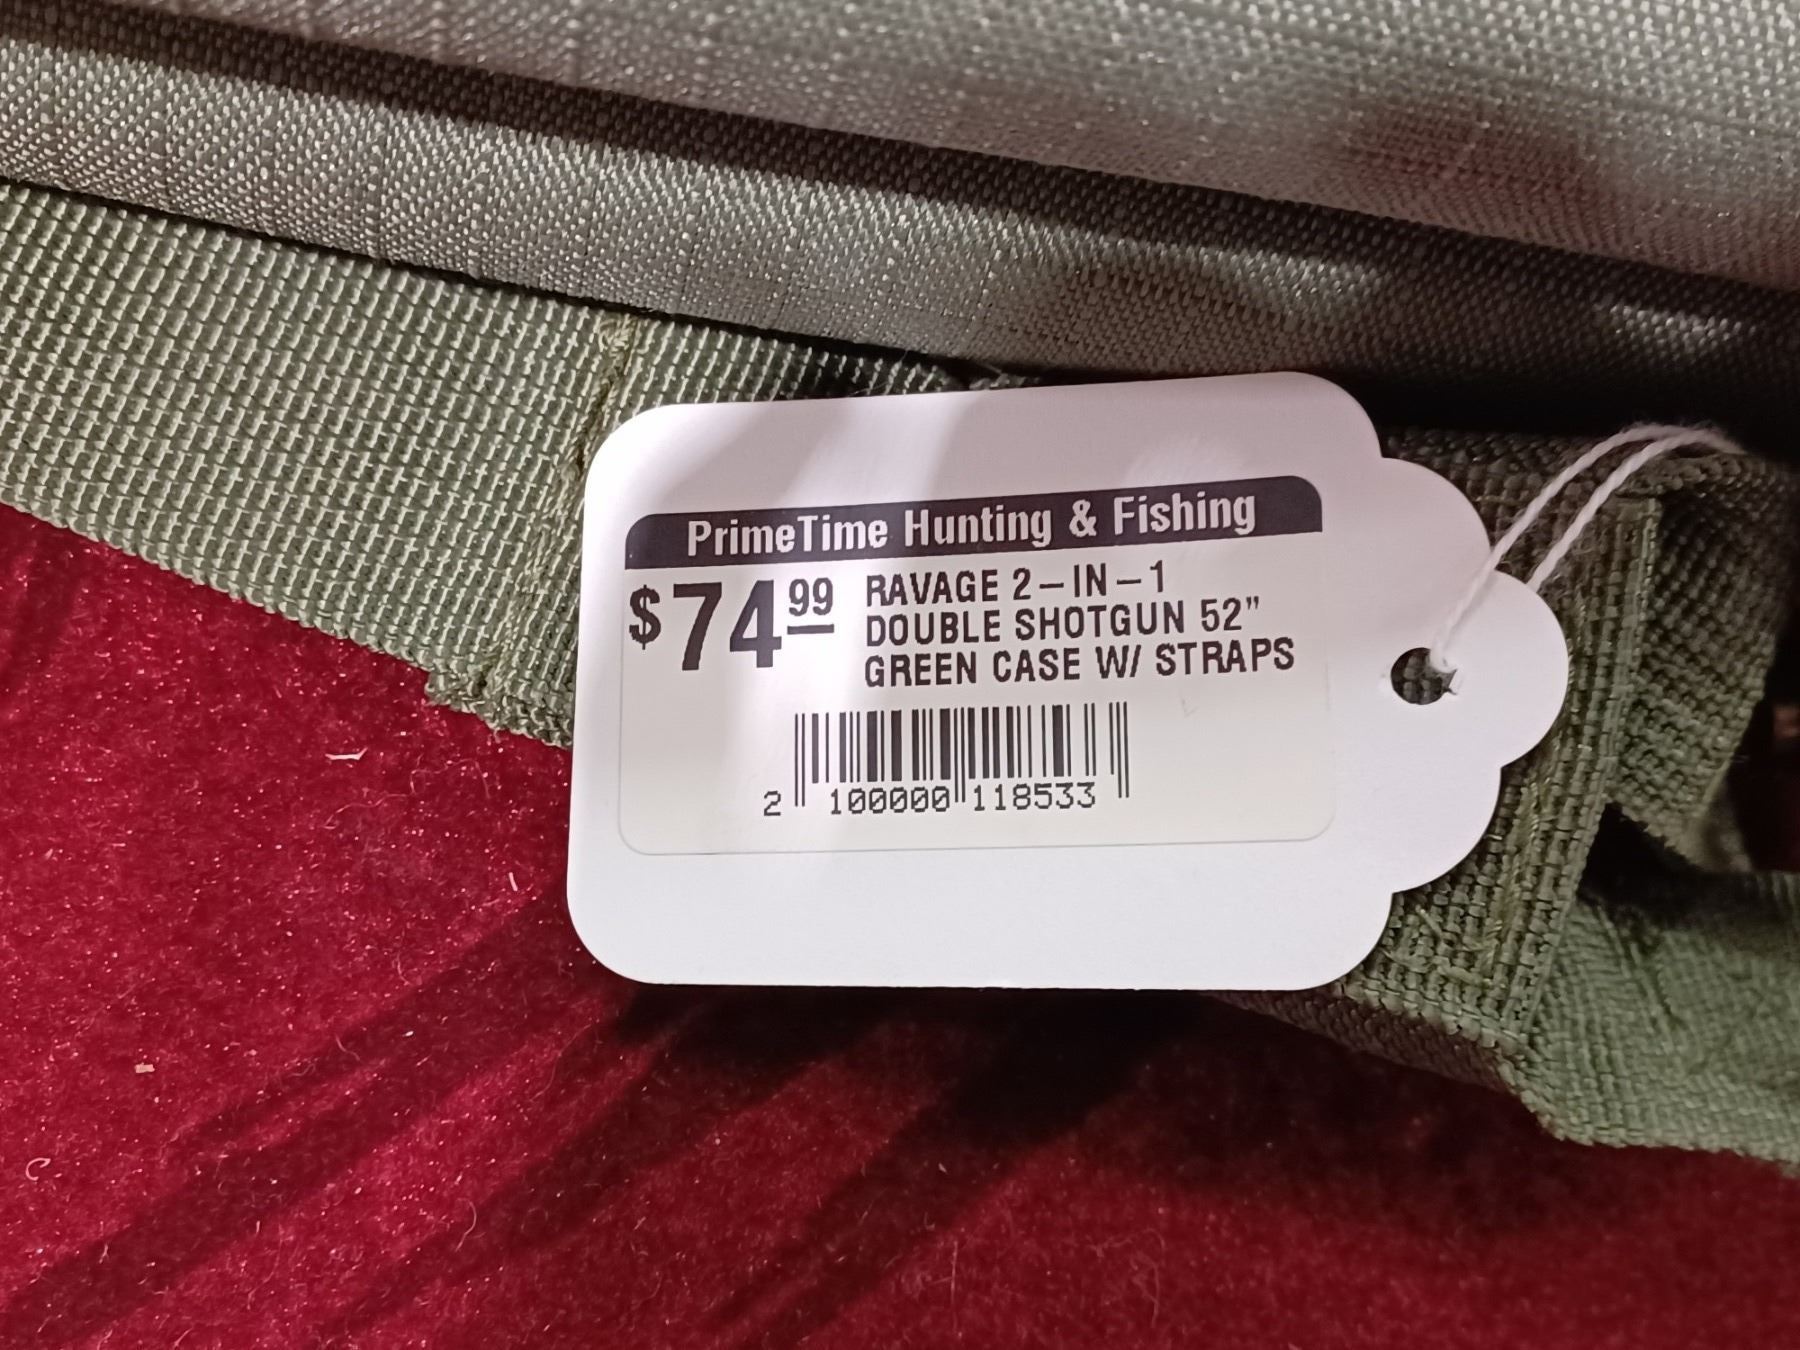 PrimeTime Hunting & Fishing
$74.99 RAVAGE 2-IN-1
DOUBLE SHOTGUN 52"
GREEN CASE W/ STRAPS
2 100000 118533